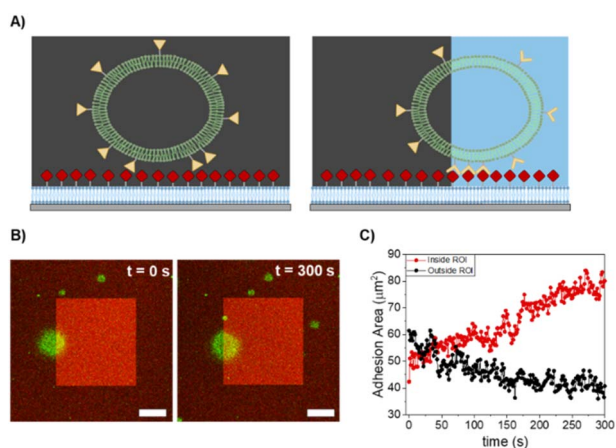 A)
B)
t = 0 s
t = 300 s
C)
Inside ROI
Outside ROI
90
80
70
60
50
40
30
Adhesion Area (μm²)
0
50
100
150
200
250
300
time (s)